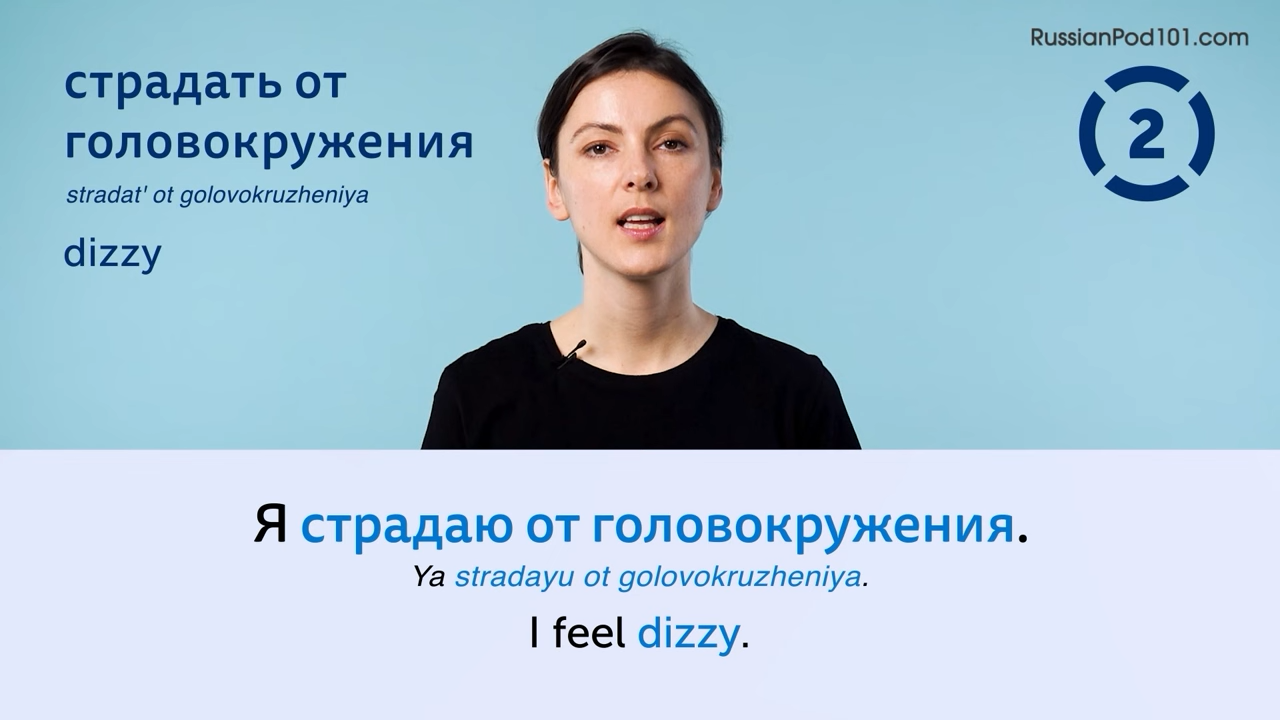 RussianPod101.com
страдать от
головокружения
stradat' ot golovokruzheniya
dizzy
2
Я страдаю от головокружения.
Ya stradayu ot golovokruzheniya.
I feel dizzy.